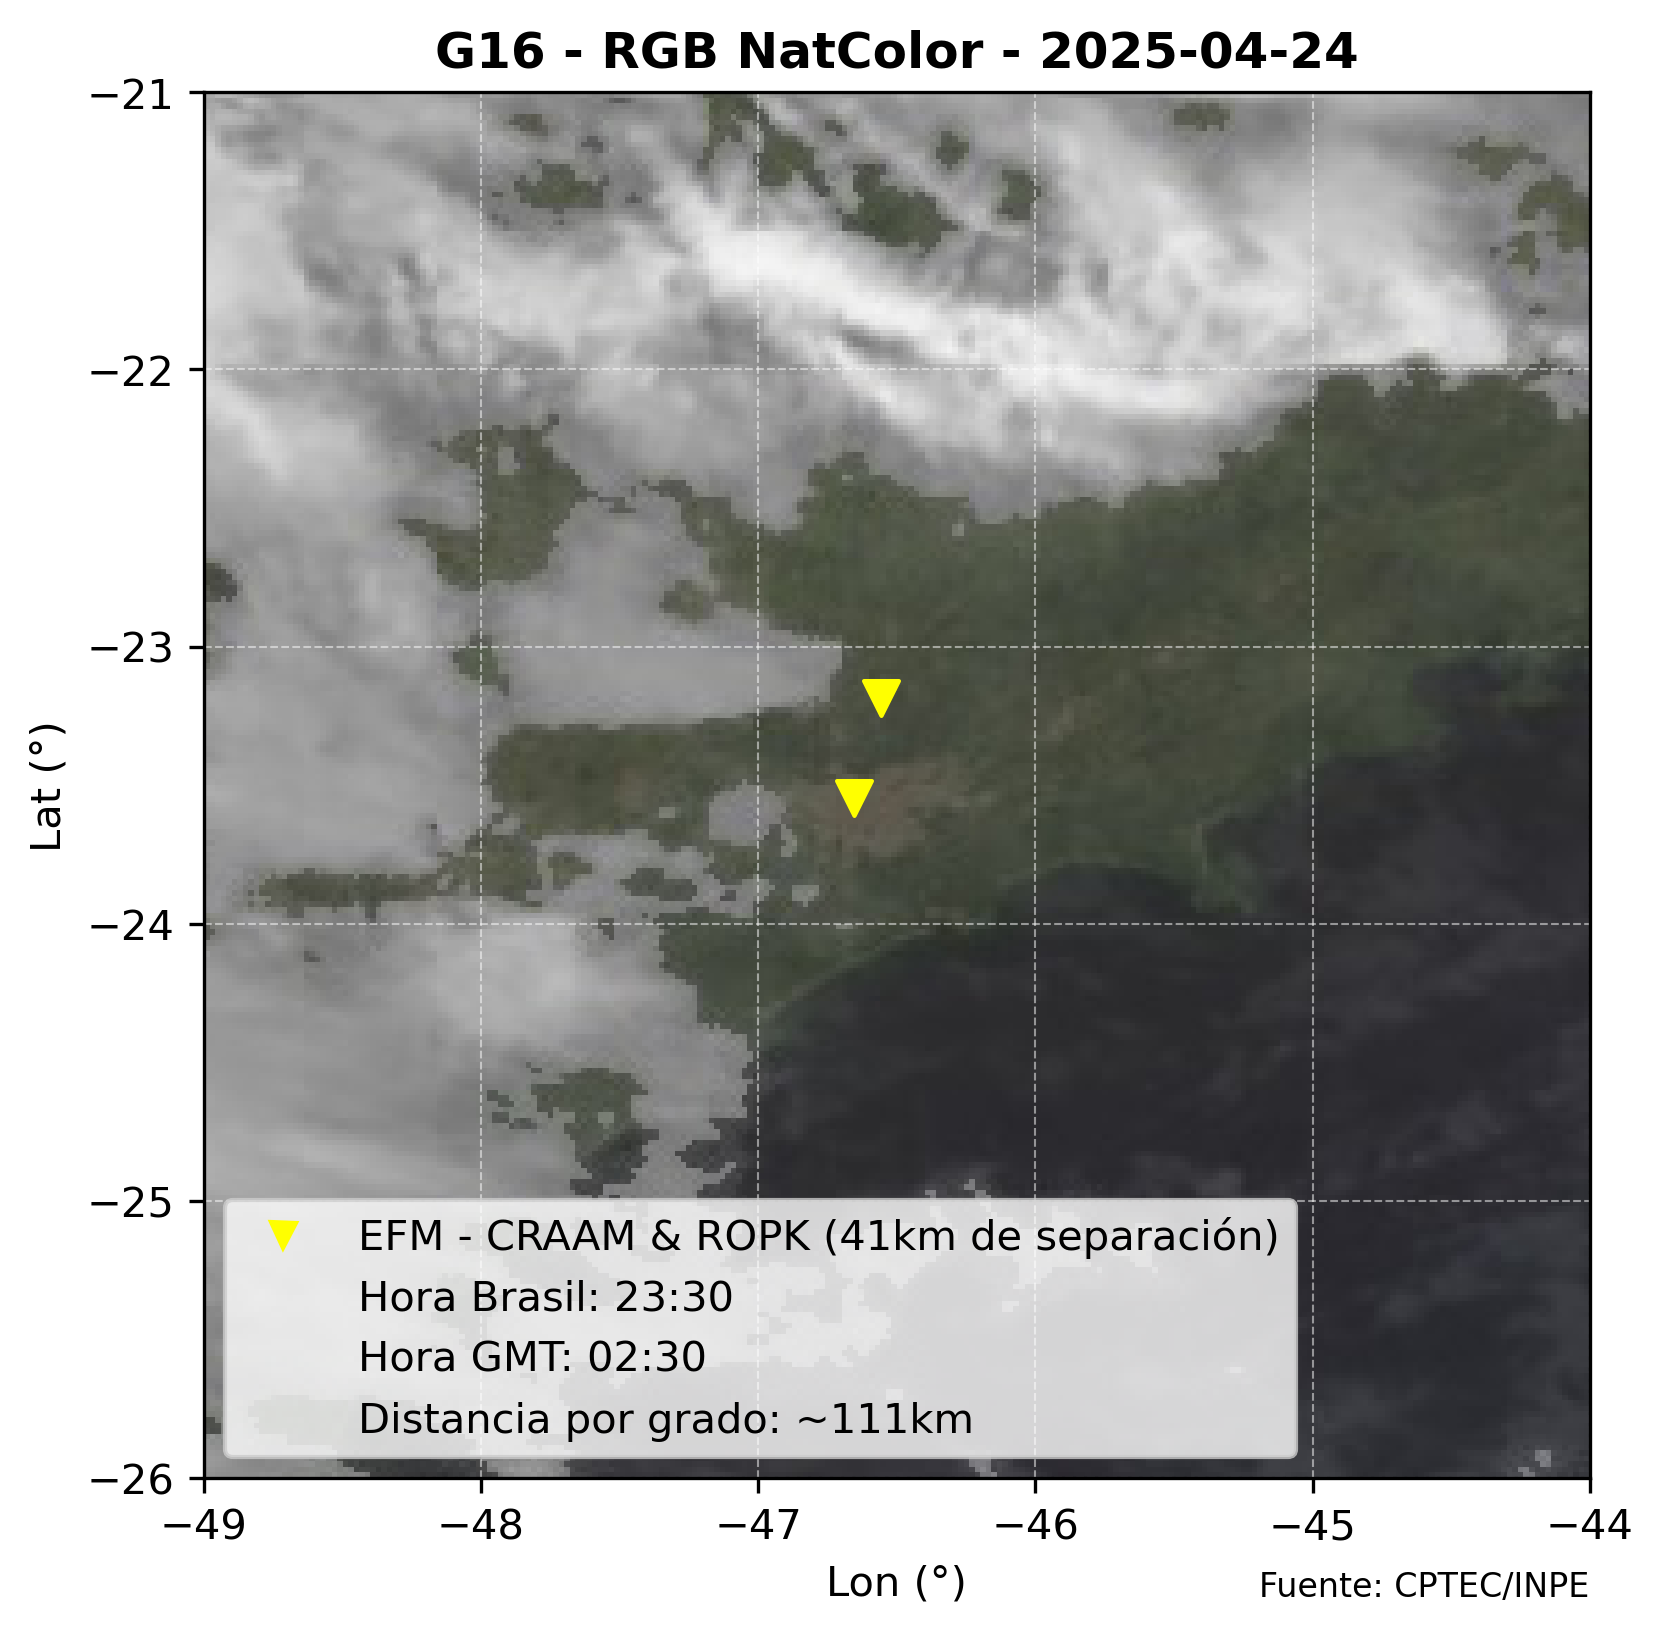 G16 - RGB NatColor - 2025-04-24
−21
−22
−23
−24
−25
−26
Lat (°)
EFM - CRAAM & ROPK (41km de separación)
Hora Brasil: 23:30
Hora GMT: 02:30
Distancia por grado: ~111km
−49 −48 −47 −46 −45 −44
Lon (°)
Fuente: CPTEC/INPE